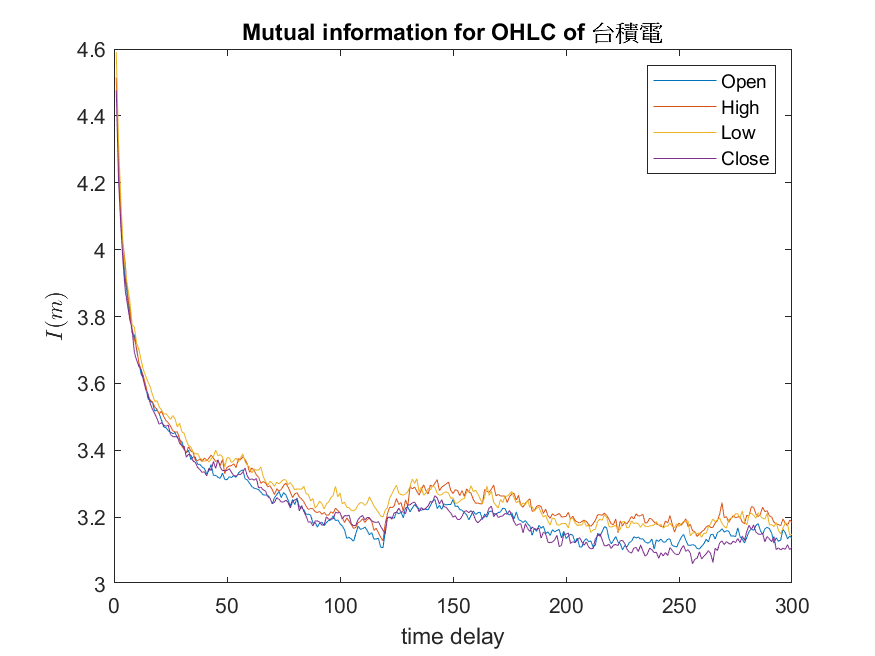 Mutual information for OHLC of 台積電
4.6
4.4
4.2
4
3.8
3.6
3.4
3.2
3
I(m)
Open
High
Low
Close
0 50 100 150 200 250 300
time delay